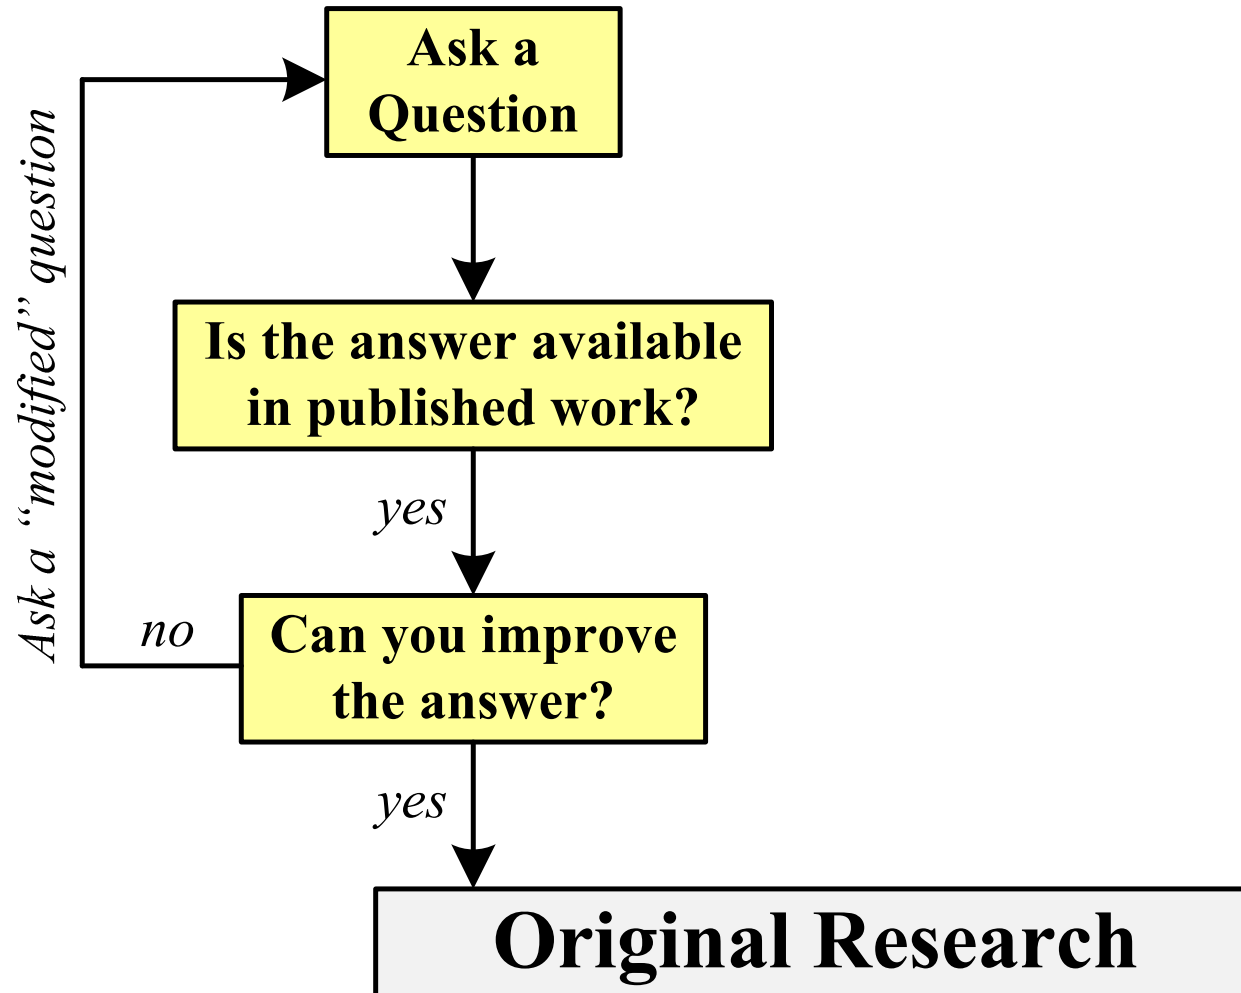 Ask a
Question
Ask a “modified” question
Is the answer available
in published work?
yes
no
Can you improve
the answer?
yes
Original Research